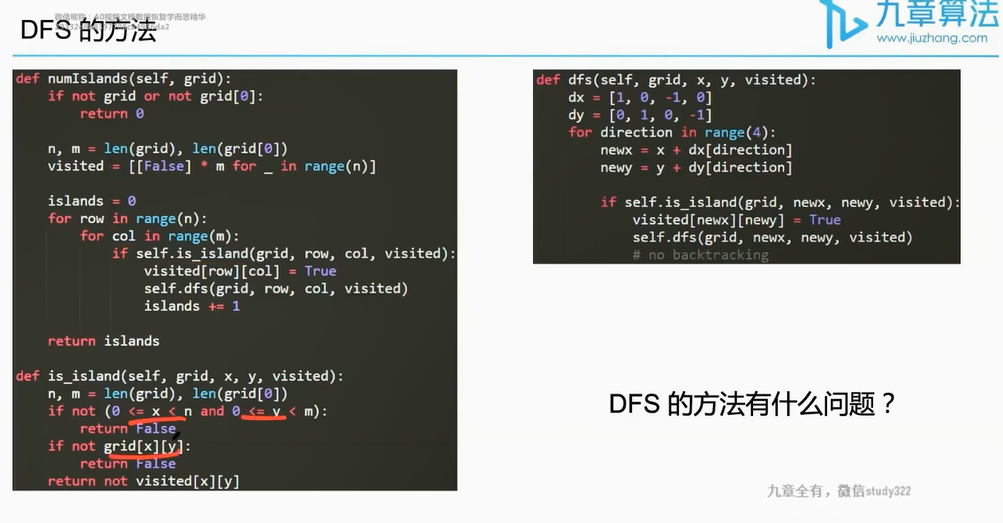 DFS 的方法
九章算法
www.jiuzhang.com
def numIslands(self, grid):
    if not grid or not grid[0]:
        return 0

    n, m = len(grid), len(grid[0])
    visited = [[False] * m for _ in range(n)]

    islands = 0
    for row in range(n):
        for col in range(m):
            if self.is_island(grid, row, col, visited):
                visited[row][col] = True
                self.dfs(grid, row, col, visited)
                islands += 1

    return islands

def is_island(self, grid, x, y, visited):
    n, m = len(grid), len(grid[0])
    if not (0 <= x < n and 0 <= y < m):
        return False
    if not grid[x][y]:
        return False
    return not visited[x][y]
def dfs(self, grid, x, y, visited):
    dx = [1, 0, -1, 0]
    dy = [0, 1, 0, -1]
    for direction in range(4):
        newx = x + dx[direction]
        newy = y + dy[direction]

        if self.is_island(grid, newx, newy, visited):
            visited[newx][newy] = True
            self.dfs(grid, newx, newy, visited)
            # no backtracking
DFS 的方法有什么问题？
九章全有，微信study322